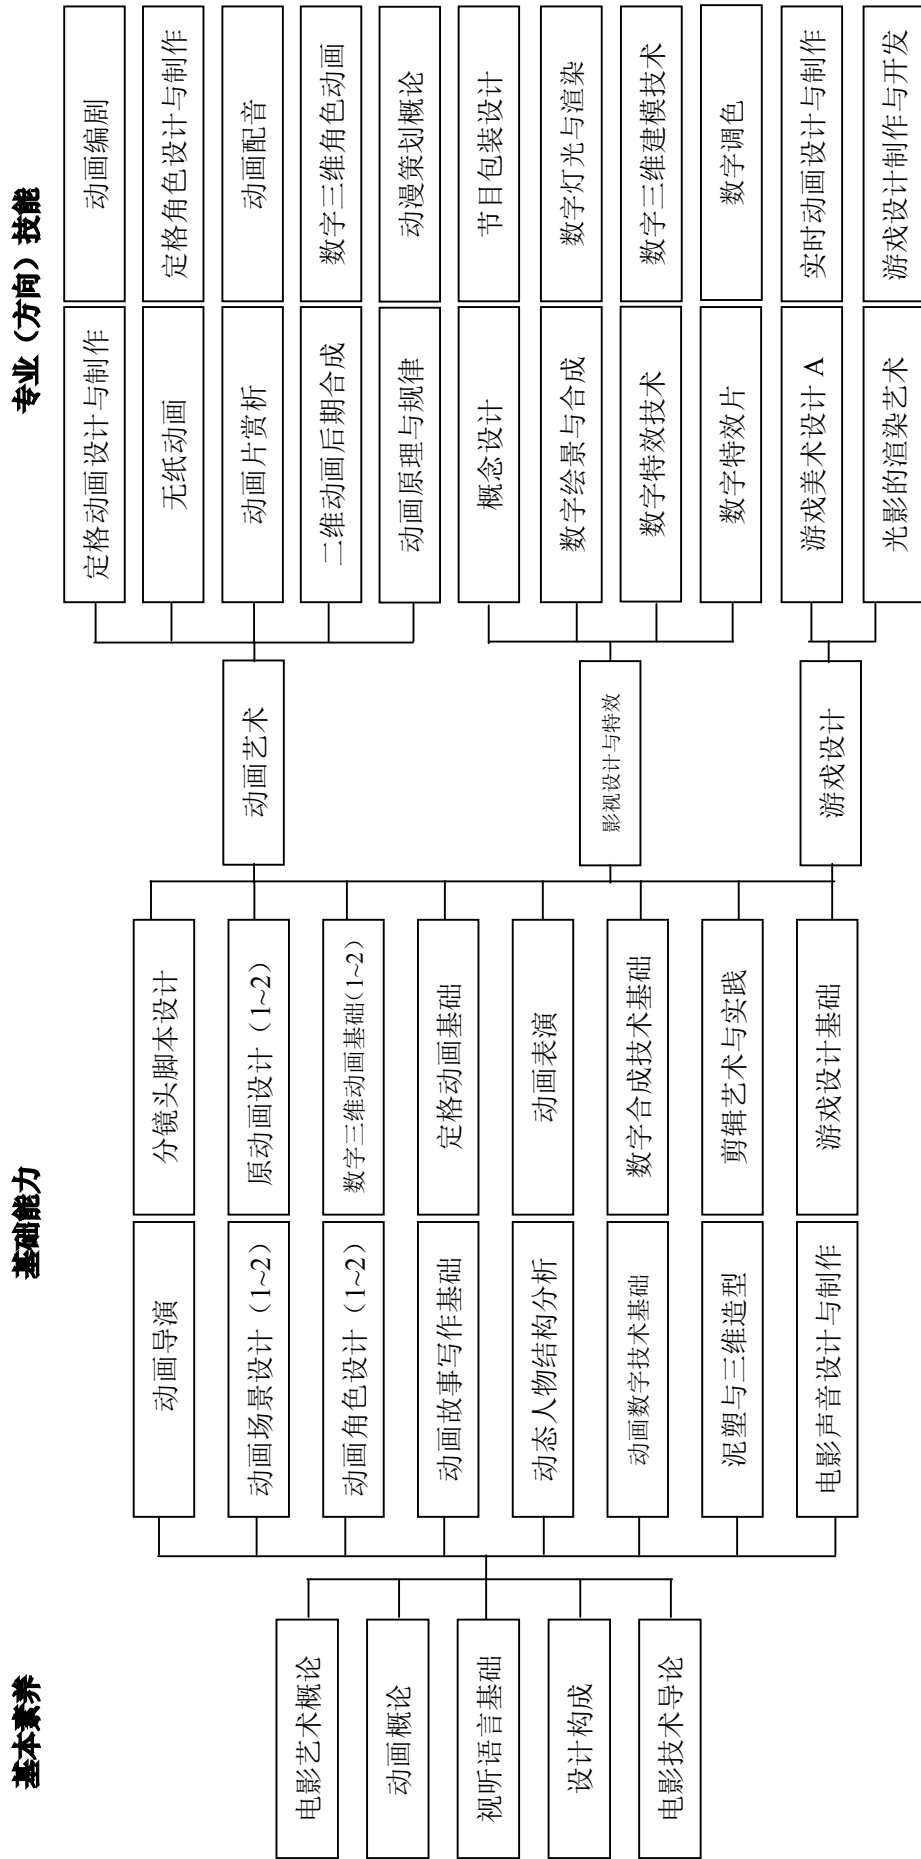 基本素养
电影艺术概论
动画概论
视听语言基础
设计构成
电影技术导论
基础能力
动画导演
分镜头脚本设计
动画场景设计（1~2）
原动画设计（1~2）
动画角色设计（1~2）
数字三维动画基础（1~2）
动画故事写作基础
定格动画基础
动态人物结构分析
动画表演
动画数字技术基础
数字合成技术基础
泥塑与三维造型
剪辑艺术与实践
电影声音设计与制作
游戏设计基础
专业（方向）技能
动画艺术
定格动画设计与制作
动画编剧
无纸动画
定格角色设计与制作
动画片赏析
动画配音
二维动画后期合成
数字三维角色动画
动画原理与规律
动漫策划概论
影视设计与特效
概念设计
节目包装设计
数字绘景与合成
数字灯光与渲染
数字特效技术
数字三维建模技术
数字特效片
数字调色
游戏设计
游戏美术设计 A
实时动画设计与制作
光影的渲染艺术
游戏设计制作与开发